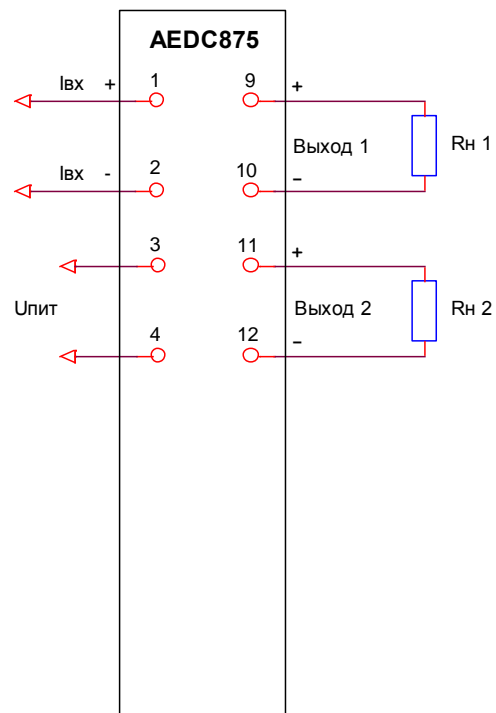 AEDC875
Iвх + 1 9 +
Выход 1 Rн 1
Iвх - 2 10 –
3 11 +
Uпит Выход 2 Rн 2
4 12 –